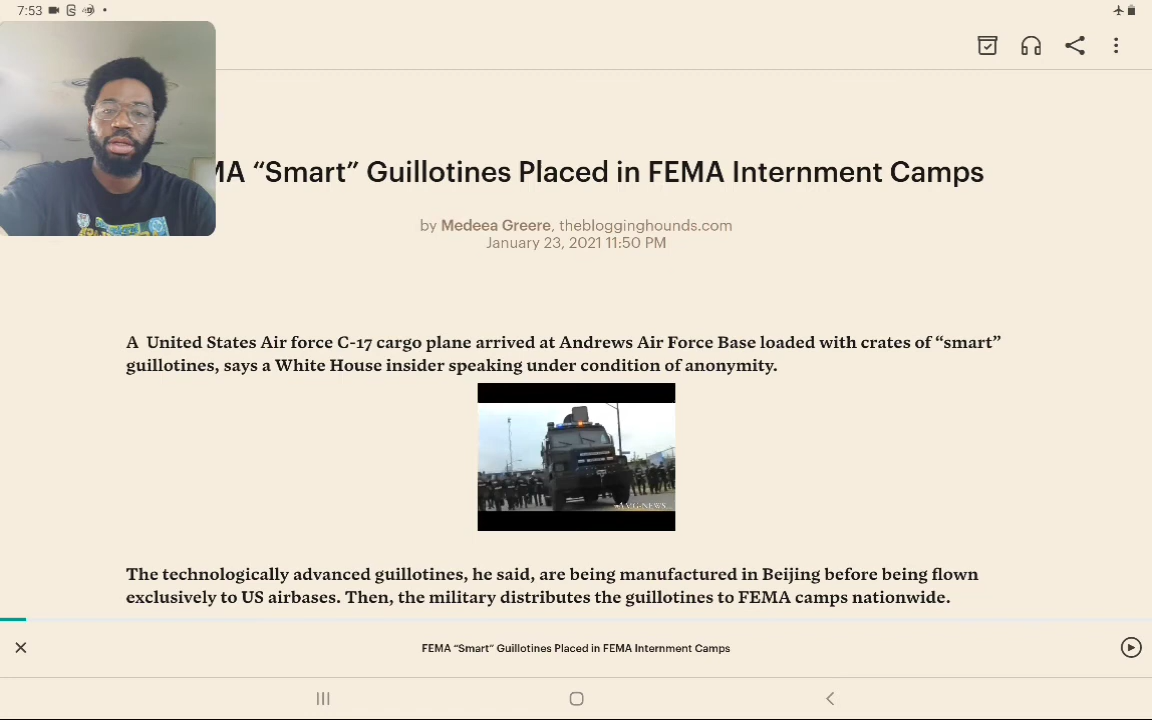 7:53
MA “Smart” Guillotines Placed in FEMA Internment Camps
by Medeea Greere, theblogginghounds.com
January 23, 2021 11:50 PM
A United States Air force C-17 cargo plane arrived at Andrews Air Force Base loaded with crates of “smart”
guillotines, says a White House insider speaking under condition of anonymity.
The technologically advanced guillotines, he said, are being manufactured in Beijing before being flown
exclusively to US airbases. Then, the military distributes the guillotines to FEMA camps nationwide.
FEMA “Smart” Guillotines Placed in FEMA Internment Camps